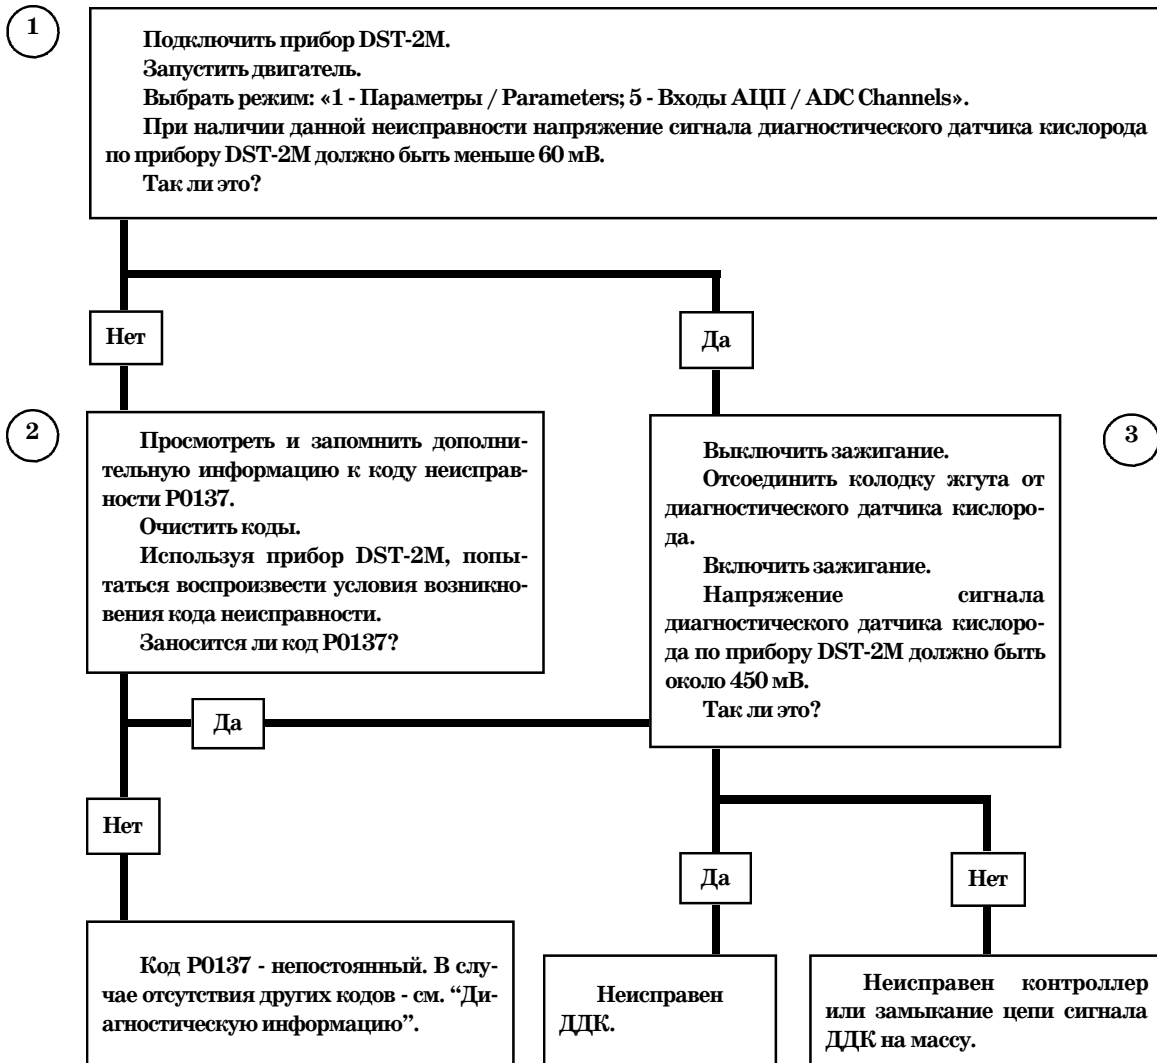 1
Подключить прибор DST-2M.
Запустить двигатель.
Выбрать режим: «1 - Параметры / Parameters; 5 - Входы АЦП / ADC Channels».
При наличии данной неисправности напряжение сигнала диагностического датчика кислорода
по прибору DST-2M должно быть меньше 60 мВ.
Так ли это?
Нет
Да
2
Просмотреть и запомнить дополни-
тельную информацию к коду неисправ-
ности Р0137.
Очистить коды.
Используя прибор DST-2M, попы-
таться воспроизвести условия возникно-
вения кода неисправности.
Заносится ли код Р0137?
3
Выключить зажигание.
Отсоединить колодку жгута от
диагностического датчика кислоро-
да.
Включить зажигание.
Напряжение сигнала
диагностического датчика кислоро-
да по прибору DST-2M должно быть
около 450 мВ.
Так ли это?
Да
Нет
Да
Нет
Код Р0137 - непостоянный. В слу-
чае отсутствия других кодов - см. “Ди-
агностическую информацию”.
Неисправен
ДДК.
Неисправен контроллер
или замыкание цепи сигнала
ДДК на массу.